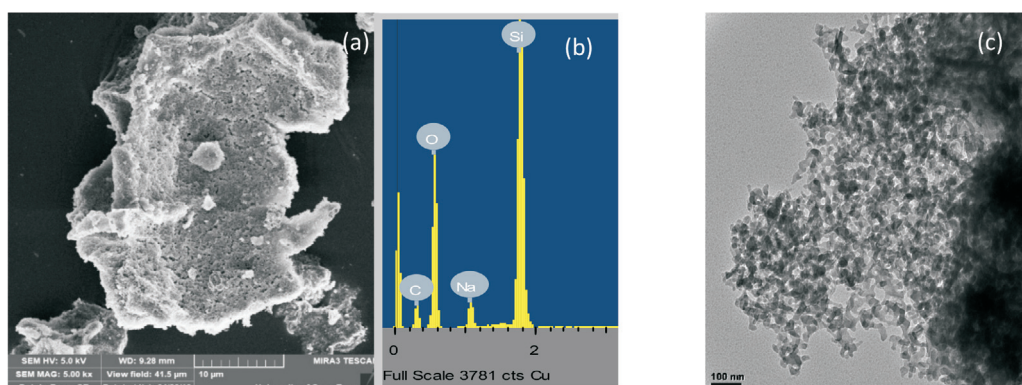 (a)
SEM HV: 5.0 kV
WD: 9.28 mm
MIRA3 TESCAN
SEM MAG: 5.00 kx
View field: 41.5 µm
10 µm
(b)
Si
O
C
Na
0
2
Full Scale 3781 cts Cu
(c)
100 nm